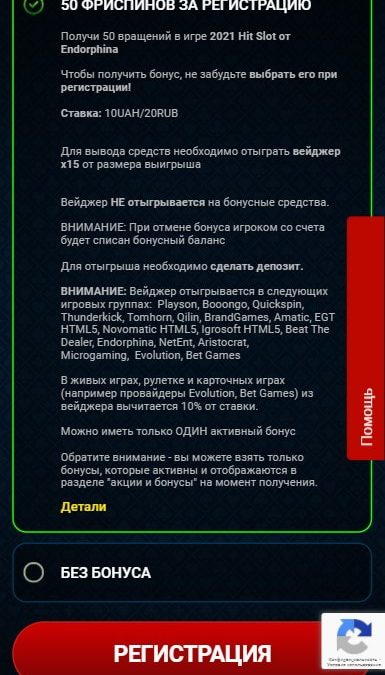 50 ФРИСПИНОВ ЗА РЕГИСТРАЦИЮ
Получи 50 вращений в игре 2021 Hit Slot от
Endorphina
Чтобы получить бонус, не забудьте выбрать его при
регистрации!
Ставка: 10UAH/20RUB
Для вывода средств необходимо отыграть вейджер
x15 от размера выигрыша
Вейджер НЕ отыгрывается на бонусные средства.
ВНИМАНИЕ: При отмене бонуса игроком со счета
будет списан бонусный баланс
Для отыгрыша необходимо сделать депозит.
ВНИМАНИЕ: Вейджер отыгрывается в следующих
игровых группах: Playson, Booongo, Quickspin,
Thunderkick, Tomhorn, Qilin, BrandGames, Amatic, EGT
HTML5, Novomatic HTML5, Igrosoft HTML5, Beat The
Dealer, Endorphina, NetEnt, Aristocrat,
Microgaming, Evolution, Bet Games
В живых играх, рулетке и карточных играх
(например провайдеры Evolution, Bet Games) из
вейджера вычитается 10% от ставки.
Можно иметь только ОДИН активный бонус
Обратите внимание - вы можете взять только
бонусы, которые активны и отображаются в
разделе "акции и бонусы" на момент получения.
Детали
Помощь
БЕЗ БОНУСА
РЕГИСТРАЦИЯ
Конфиденциальность -
Условия использования